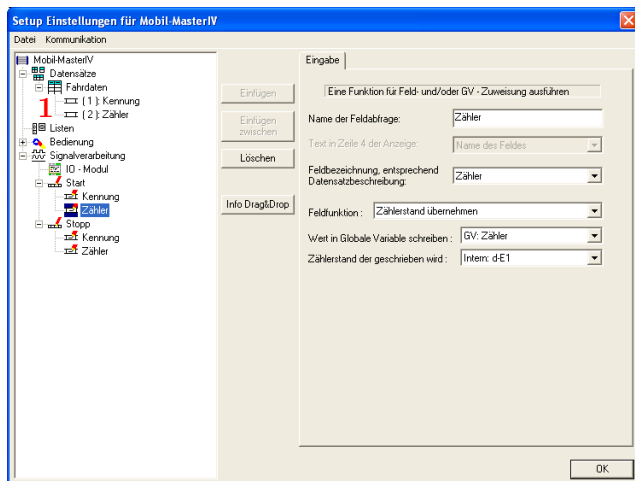 Setup Einstellungen für Mobil-MasterIV
Datei Kommunikation
Mobil-MasterIV
Datensätze
Fahrdaten
1
( 1 ): Kennung
( 2 ): Zähler
Listen
Bedienung
Signalverarbeitung
IO - Modul
Start
Kennung
Zähler
Stopp
Kennung
Zähler
Einfügen
Einfügen
zwischen
Löschen
Info Drag&Drop
Eingabe
Eine Funktion für Feld- und/oder GV - Zuweisung ausführen
Name der Feldabfrage: Zähler
Text in Zeile 4 der Anzeige: Name des Feldes
Feldbezeichnung, entsprechend
Datensatzbeschreibung: Zähler
Feldfunktion : Zählerstand übernehmen
Wert in Globale Variable schreiben : GV: Zähler
Zählerstand der geschrieben wird : Intern: d-E1
OK